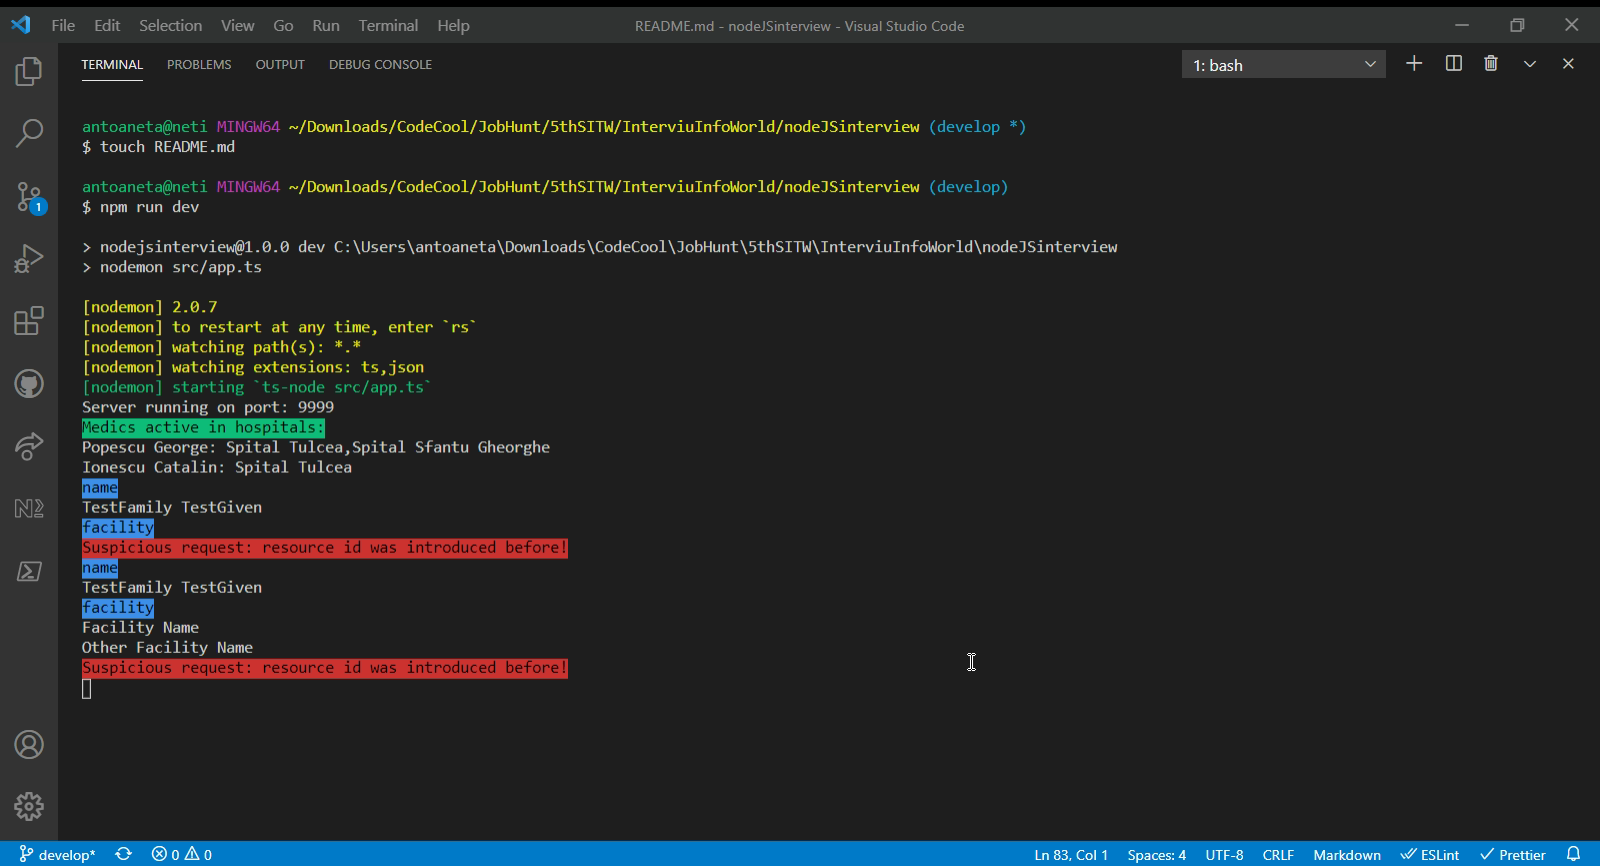 File Edit Selection View Go Run Terminal Help README.md - nodeJSinterview - Visual Studio Code
TERMINAL PROBLEMS OUTPUT DEBUG CONSOLE 1: bash
antoaneta@neti MINGW64 ~/Downloads/CodeCool/JobHunt/5thSITW/InterviuInfoWorld/nodeJSinterview (develop *)
$ touch README.md
antoaneta@neti MINGW64 ~/Downloads/CodeCool/JobHunt/5thSITW/InterviuInfoWorld/nodeJSinterview (develop)
$ npm run dev
> nodejsinterview@1.0.0 dev C:\Users\antoaneta\Downloads\CodeCool\JobHunt\5thSITW\InterviuInfoWorld\nodeJSinterview
> nodemon src/app.ts
[nodemon] 2.0.7
[nodemon] to restart at any time, enter `rs`
[nodemon] watching path(s): *.*
[nodemon] watching extensions: ts,json
[nodemon] starting `ts-node src/app.ts`
Server running on port: 9999
Medics active in hospitals:
Popescu George: Spital Tulcea,Spital Sfantu Gheorghe
Ionescu Catalin: Spital Tulcea
name
TestFamily TestGiven
facility
Suspicious request: resource id was introduced before!
name
TestFamily TestGiven
facility
Facility Name
Other Facility Name
Suspicious request: resource id was introduced before!
1
develop* 0 0 Ln 83, Col 1 Spaces: 4 UTF-8 CRLF Markdown ESLint Prettier